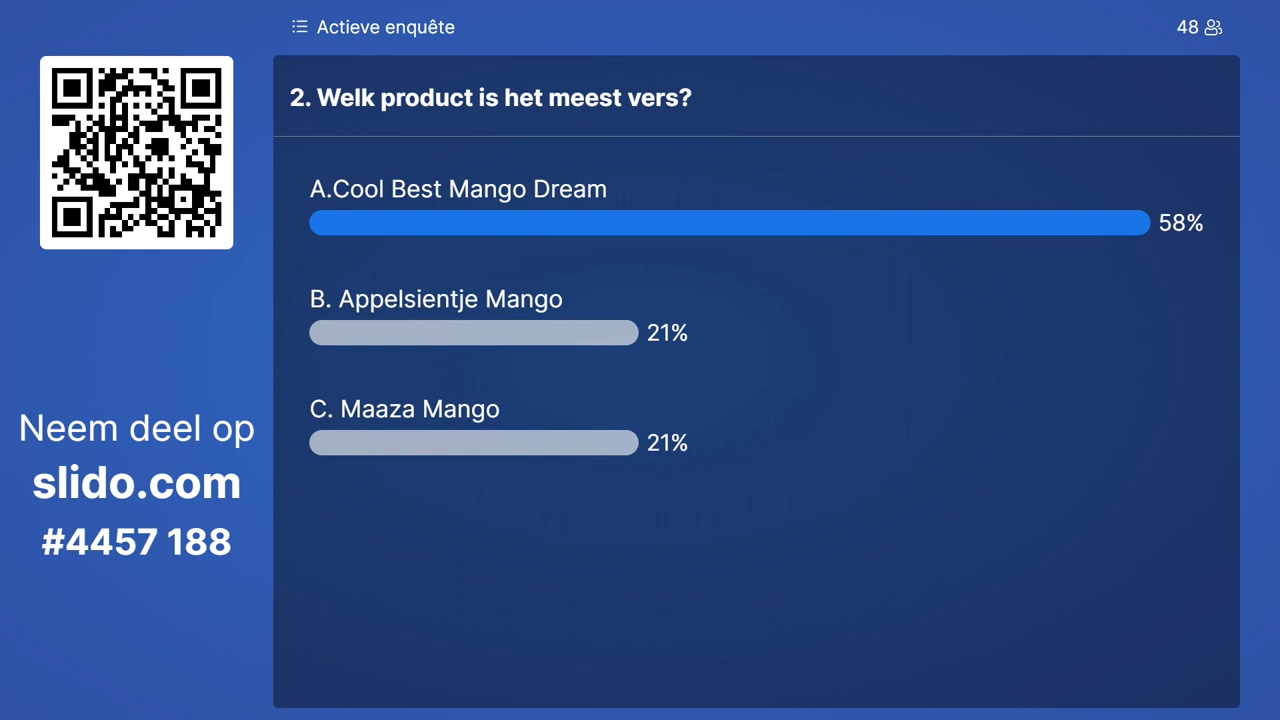 Actieve enquête
48
2. Welk product is het meest vers?
A.Cool Best Mango Dream
58%
B. Appelsientje Mango
21%
C. Maaza Mango
21%
Neem deel op
slido.com
#4457 188